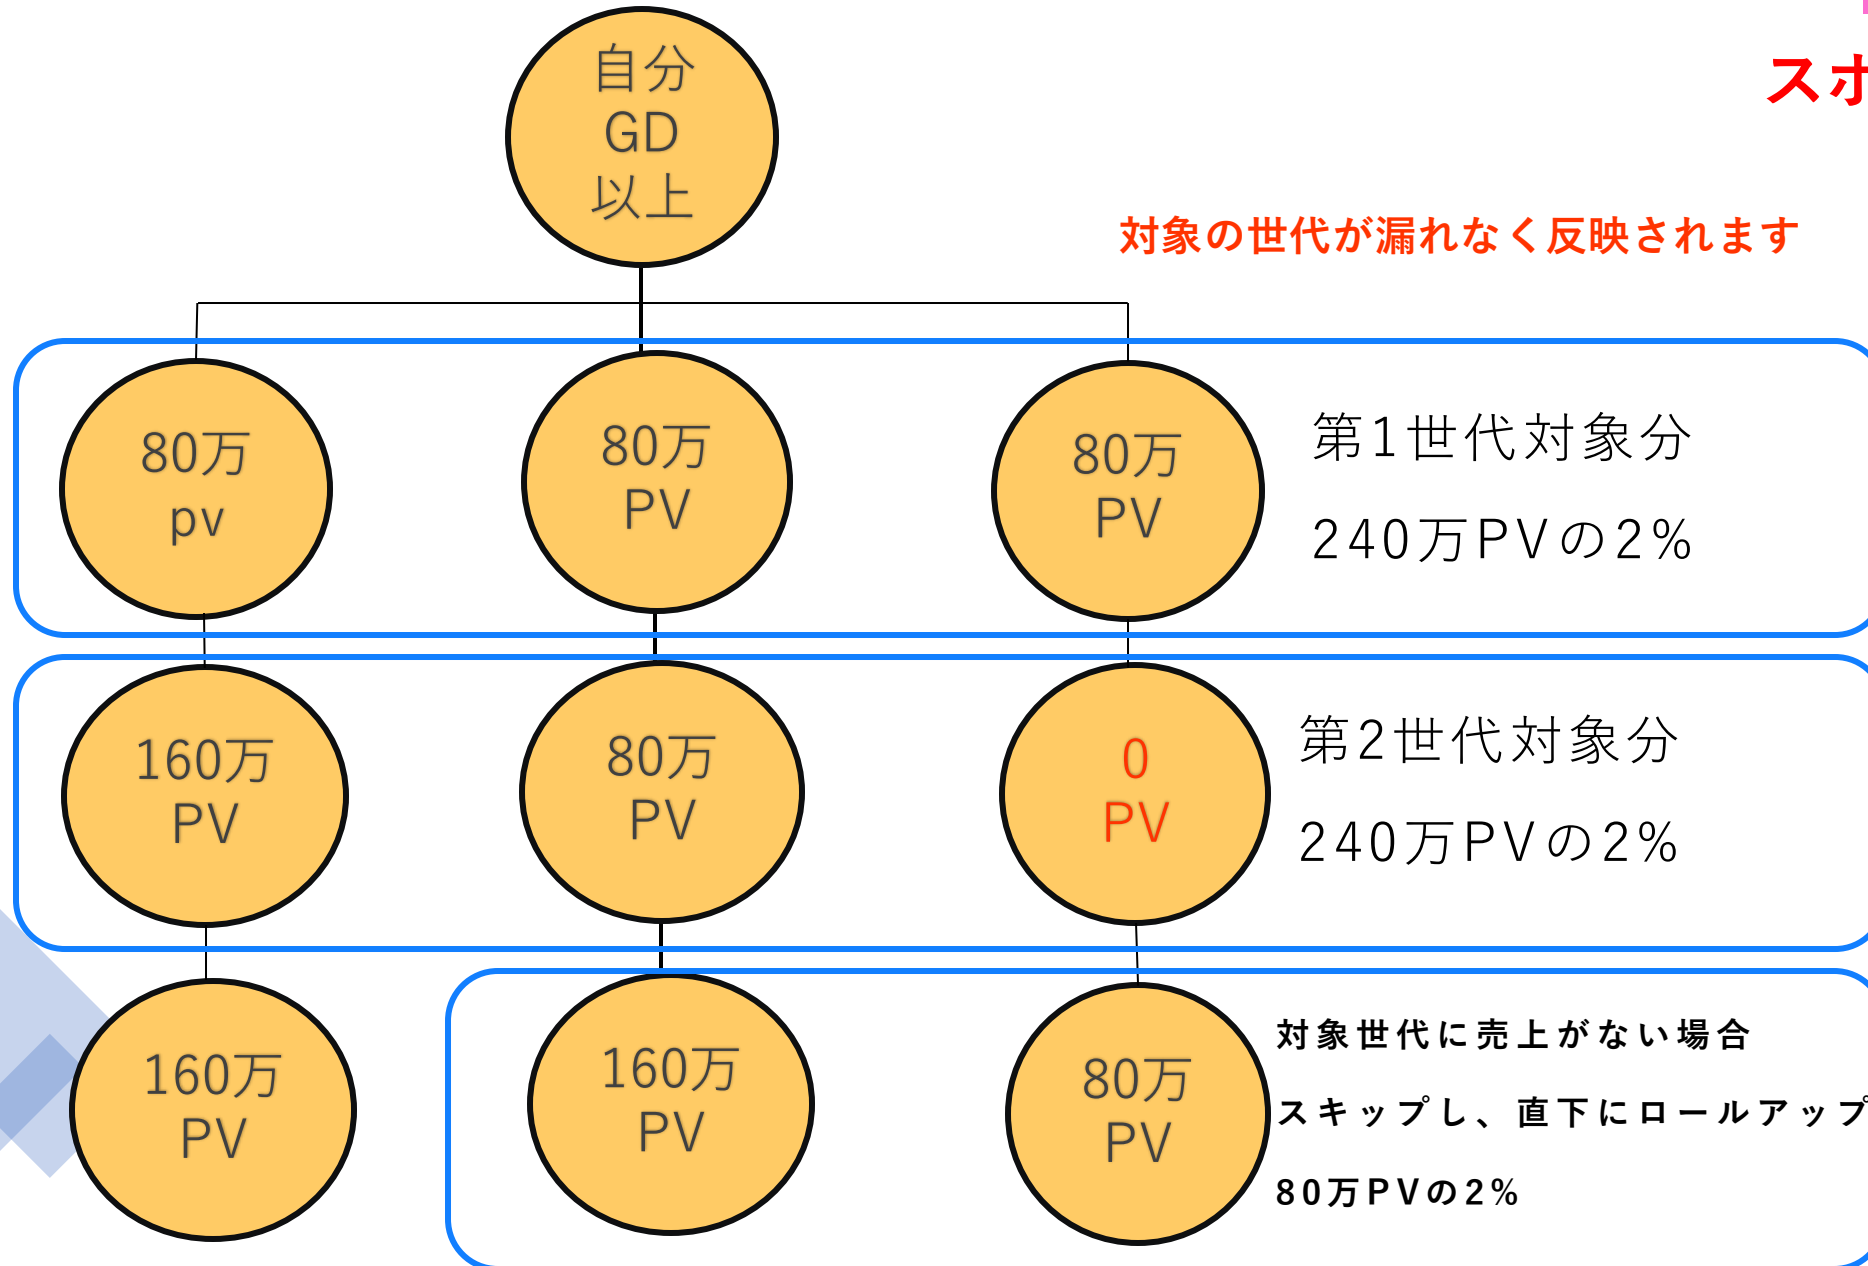 自分
GD
以上
スポ
対象の世代が漏れなく反映されます
80万
pv
80万
PV
80万
PV
第1世代対象分
240万PVの2%
160万
PV
80万
PV
0
PV
第2世代対象分
240万PVの2%
160万
PV
160万
PV
80万
PV
対象世代に売上がない場合
スキップし、直下にロールアップ
80万PVの2%